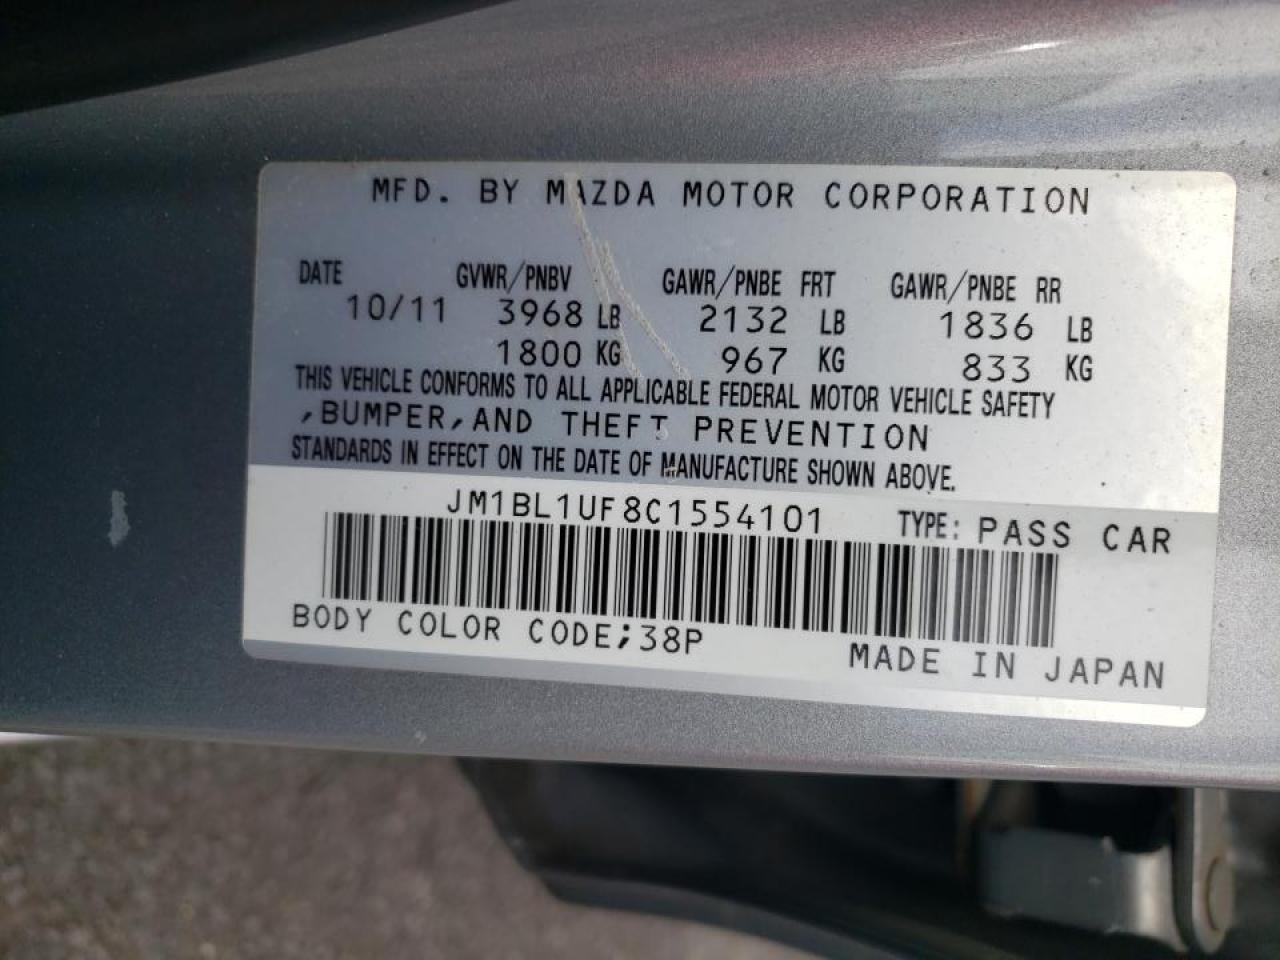 MFD. BY MAZDA MOTOR CORPORATION
DATE GVWR/PNBV GAWR/PNBE FRT GAWR/PNBE RR
10/11 3968 LB 2132 LB 1836 LB
1800 KG 967 KG 833 KG
THIS VEHICLE CONFORMS TO ALL APPLICABLE FEDERAL MOTOR VEHICLE SAFETY
,BUMPER,AND THEFT PREVENTION
STANDARDS IN EFFECT ON THE DATE OF MANUFACTURE SHOWN ABOVE.
JM1BL1UF8C1554101 TYPE: PASS CAR
BODY COLOR CODE;38P
MADE IN JAPAN